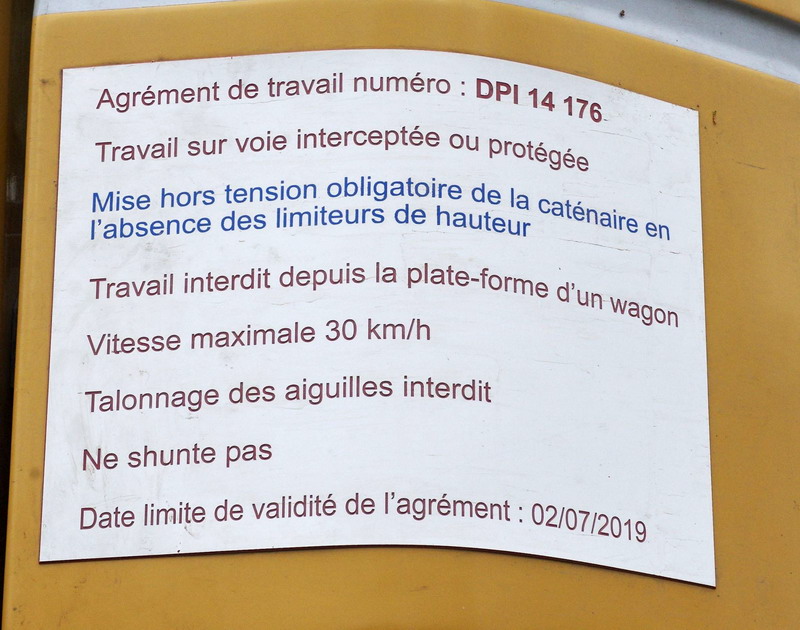 Agrément de travail numéro : DPI 14 176
Travail sur voie interceptée ou protégée
Mise hors tension obligatoire de la caténaire en
l'absence des limiteurs de hauteur
Travail interdit depuis la plate-forme d'un wagon
Vitesse maximale 30 km/h
Talonnage des aiguilles interdit
Ne shunte pas
Date limite de validité de l'agrément : 02/07/2019